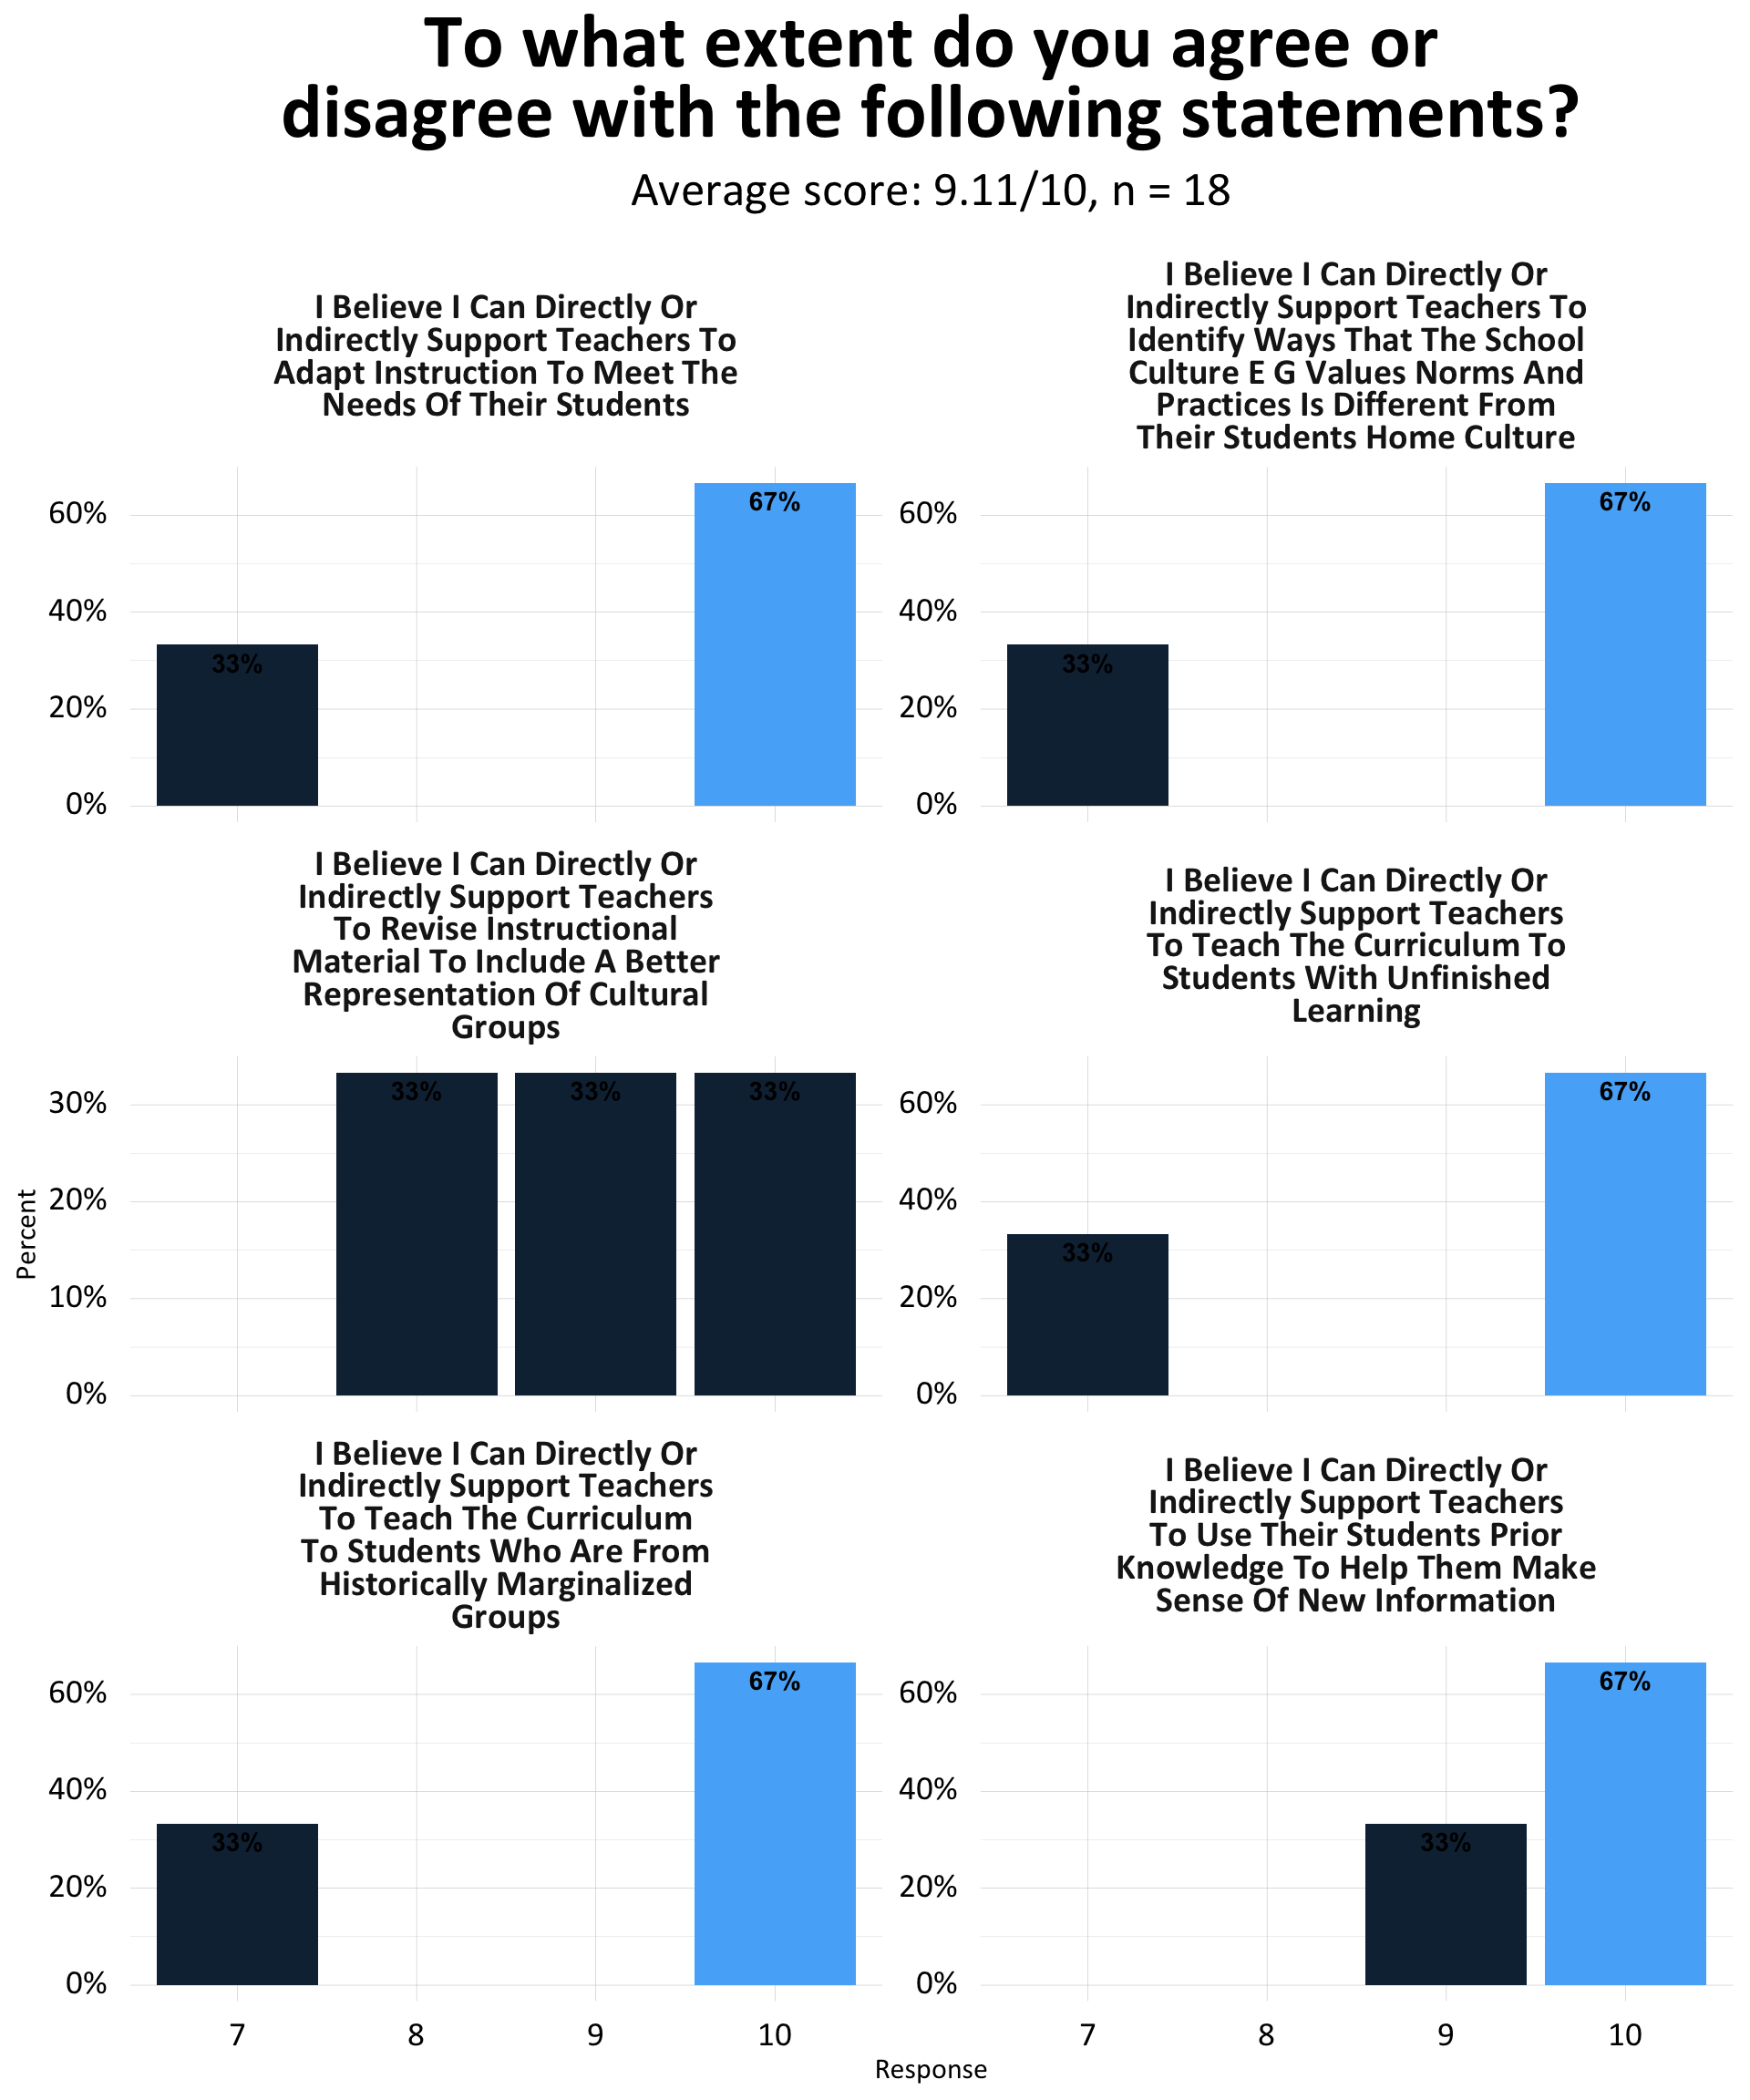 To what extent do you agree or
disagree with the following statements?
Average score: 9.11/10, n = 18
I Believe I Can Directly Or
Indirectly Support Teachers To
Adapt Instruction To Meet The
Needs Of Their Students
60%
40%
20%
0%
33%
67%
I Believe I Can Directly Or
Indirectly Support Teachers To
Identify Ways That The School
Culture E G Values Norms And
Practices Is Different From
Their Students Home Culture
60%
40%
20%
0%
33%
67%
I Believe I Can Directly Or
Indirectly Support Teachers
To Revise Instructional
Material To Include A Better
Representation Of Cultural
Groups
Percent
30%
20%
10%
0%
33%
33%
33%
I Believe I Can Directly Or
Indirectly Support Teachers
To Teach The Curriculum To
Students With Unfinished
Learning
60%
40%
20%
0%
33%
67%
I Believe I Can Directly Or
Indirectly Support Teachers
To Teach The Curriculum
To Students Who Are From
Historically Marginalized
Groups
60%
40%
20%
0%
33%
67%
7 8 9 10
I Believe I Can Directly Or
Indirectly Support Teachers
To Use Their Students Prior
Knowledge To Help Them Make
Sense Of New Information
60%
40%
20%
0%
33%
67%
7 8 9 10
Response